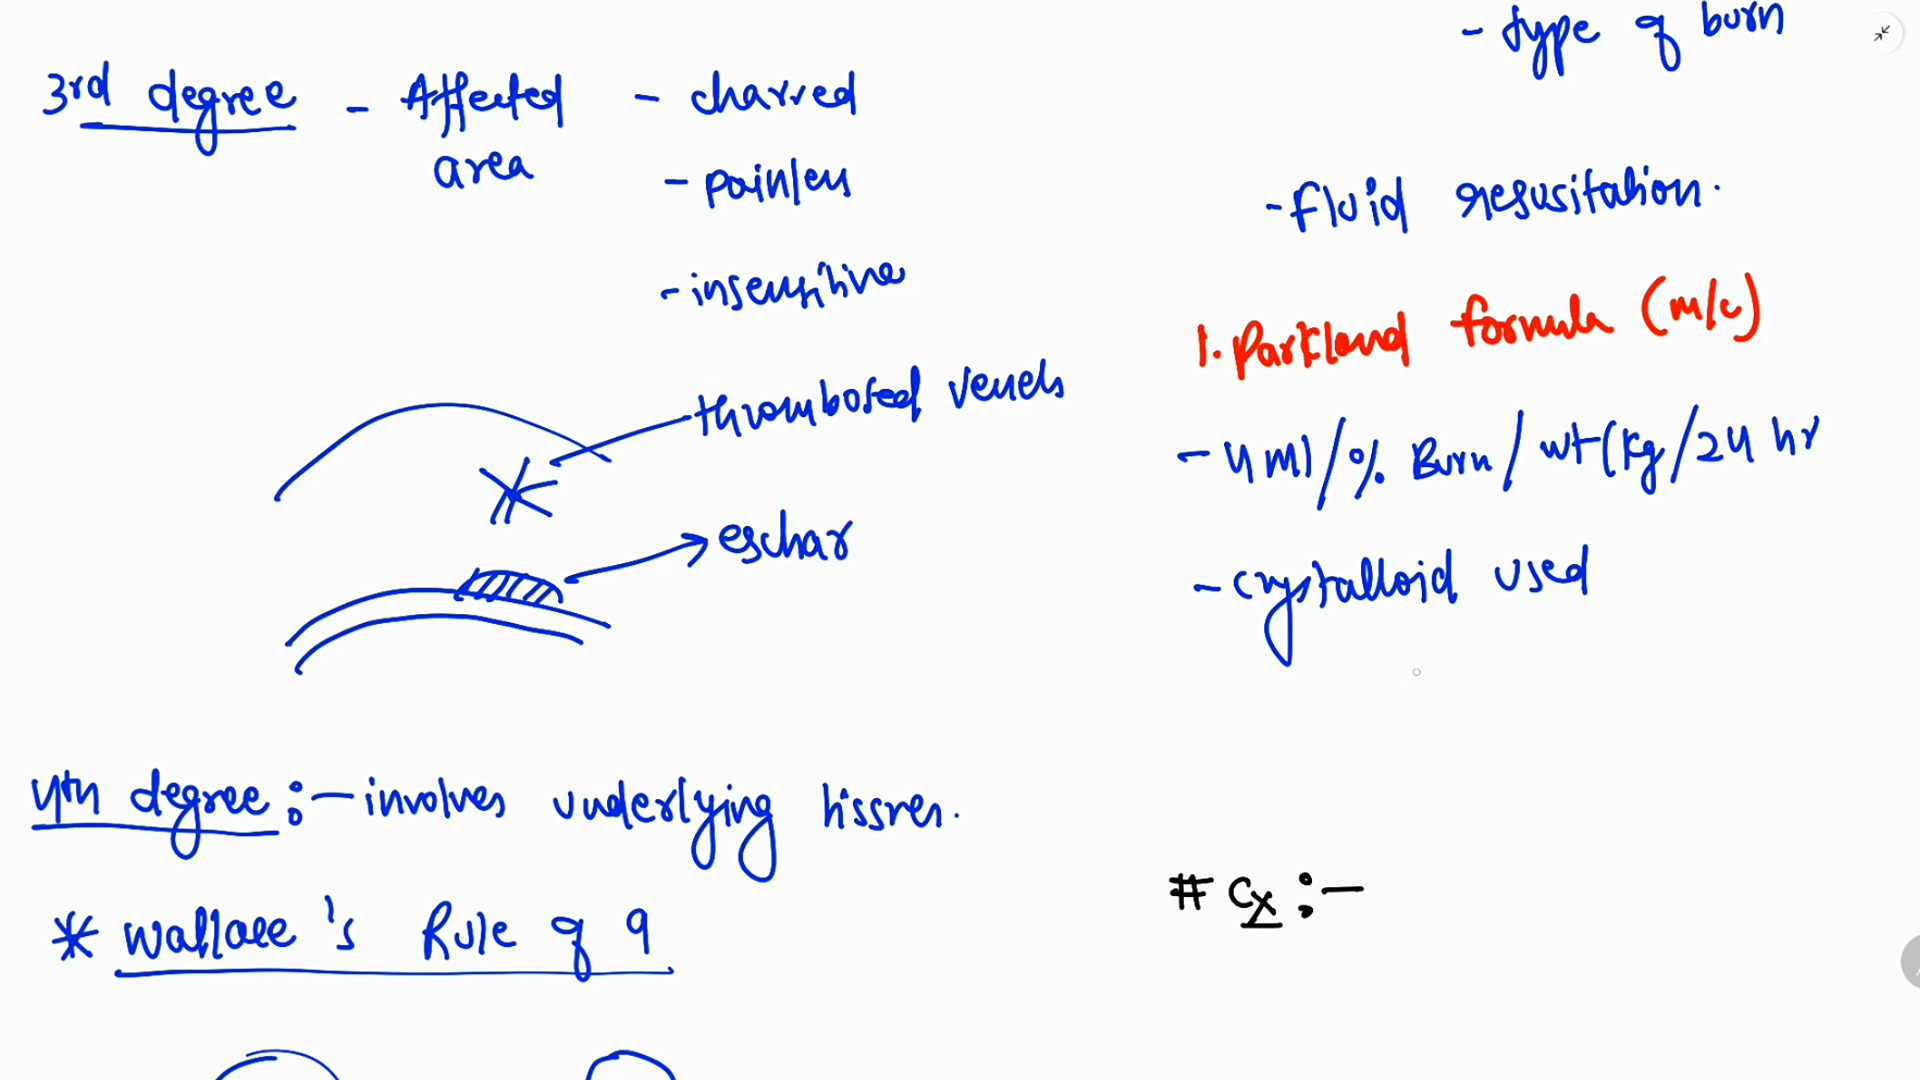 3rd degree - Affected - charred
area
- painless
- insensitive
thrombosed vessels
eschar
4th degree :- involves underlying tissues.
* Wallace's Rule of 9
- type of burn
- fluid resusitation.
1. Parkland formula (m/c)
- 4 ml / % Burn / wt (kg / 24 hr
- crystalloid used
# Cx :-